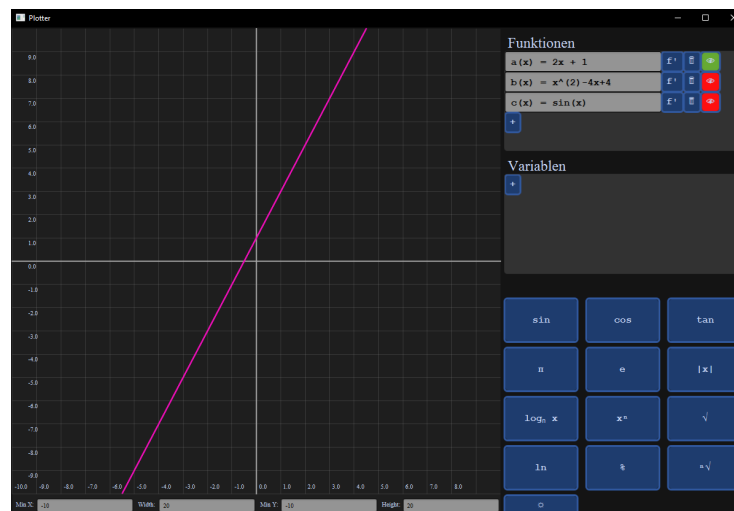 Plotter
Funktionen
a(x) = 2x + 1
f'
b(x) = x^(2)-4x+4
f'
c(x) = sin(x)
f'
+
Variablen
+
9.0
8.0
7.0
6.0
5.0
4.0
3.0
2.0
1.0
0.0
-1.0
-2.0
-3.0
-4.0
-5.0
-6.0
-7.0
-8.0
-9.0
-10.0 -9.0 -8.0 -7.0 -6.0 -5.0 -4.0 -3.0 -2.0 -1.0 0.0 1.0 2.0 3.0 4.0 5.0 6.0 7.0 8.0
Min X: -10 Width: 20 Min Y: -10 Height: 20
sin cos tan
π e |x|
logₙ x xⁿ √
ln % ⁿ√